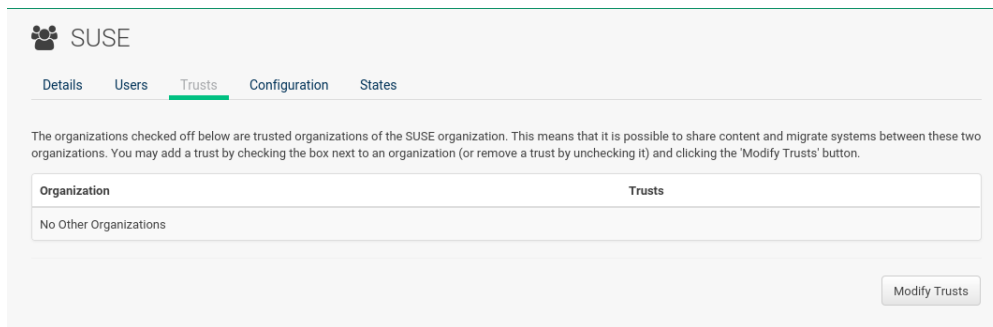 SUSE
Details Users Trusts Configuration States
The organizations checked off below are trusted organizations of the SUSE organization. This means that it is possible to share content and migrate systems between these two
organizations. You may add a trust by checking the box next to an organization (or remove a trust by unchecking it) and clicking the 'Modify Trusts' button.
Organization Trusts
No Other Organizations
Modify Trusts